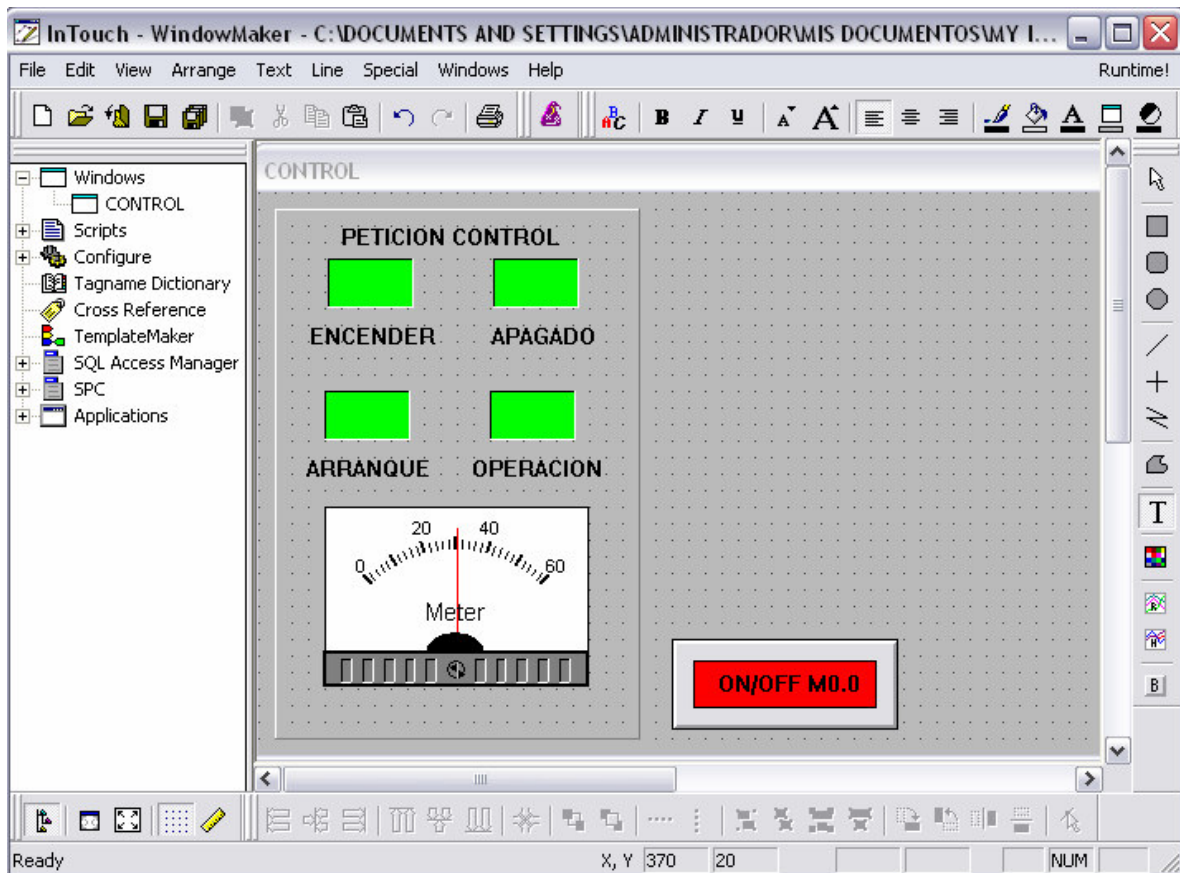 InTouch - WindowMaker - C:\DOCUMENTS AND SETTINGS\ADMINISTRADOR\MIS DOCUMENTOS\MY I...
File Edit View Arrange Text Line Special Windows Help Runtime!
Windows
CONTROL
Scripts
Configure
Tagname Dictionary
Cross Reference
TemplateMaker
SQL Access Manager
SPC
Applications
CONTROL
PETICION CONTROL
ENCENDER APAGADO
ARRANQUE OPERACION
20 40
0 60
Meter
ON/OFF M0.0
Ready X, Y 370 20 NUM